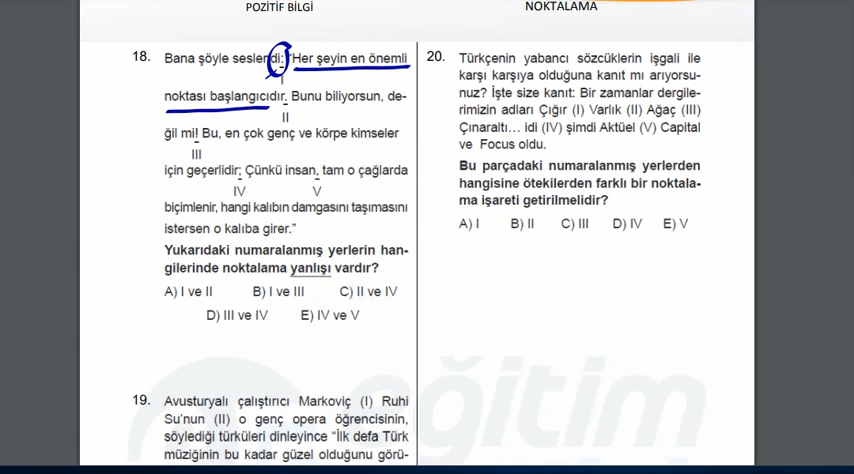 POZİTİF BİLGİ
NOKTALAMA
18. Bana şöyle seslendi: "Her şeyin en önemli
I
noktası başlangıcıdır. Bunu biliyorsun, de-
II
ğil mi! Bu, en çok genç ve körpe kimseler
III
için geçerlidir; Çünkü insan, tam o çağlarda
IV V
biçimlenir, hangi kalıbın damgasını taşımasını
istersen o kalıba girer."
Yukarıdaki numaralanmış yerlerin han-
gilerinde noktalama yanlışı vardır?
A) I ve II B) I ve III C) II ve IV
D) III ve IV E) IV ve V
19. Avusturyalı çalıştırıcı Markoviç (I) Ruhi
Su'nun (II) o genç opera öğrencisinin,
söylediği türküleri dinleyince "İlk defa Türk
müziğinin bu kadar güzel olduğunu görü-
20. Türkçenin yabancı sözcüklerin işgali ile
karşı karşıya olduğuna kanıt mı arıyorsu-
nuz? İşte size kanıt: Bir zamanlar dergile-
rimizin adları Çığır (I) Varlık (II) Ağaç (III)
Çınaraltı... idi (IV) şimdi Aktüel (V) Capital
ve Focus oldu.
Bu parçadaki numaralanmış yerlerden
hangisine ötekilerden farklı bir noktala-
ma işareti getirilmelidir?
A) I B) II C) III D) IV E) V
eğitim